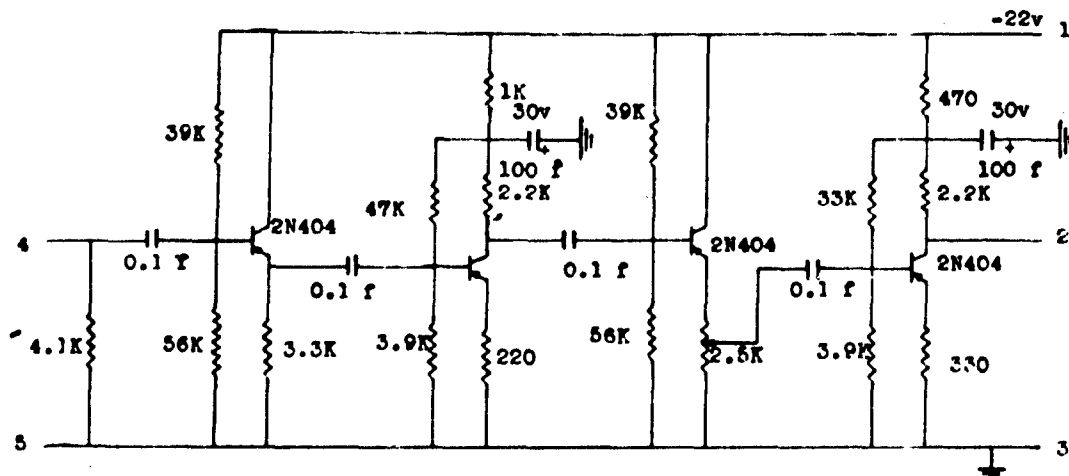 -22v 1
1K
470
30v
30v
39K
39K
100 f
100 f
2.2K
2.2K
47K
33K
2N404
4
2N404
2
2N404
0.1 f
0.1 f
0.1 f
0.1 f
4.1K
56K
3.3K
3.9K
220
56K
2.5K
3.9K
330
5
3